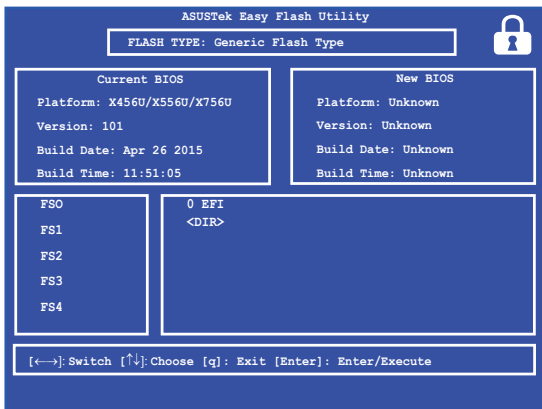 ASUSTek Easy Flash Utility
FLASH TYPE: Generic Flash Type
Current BIOS
Platform: X456U/X556U/X756U
Version: 101
Build Date: Apr 26 2015
Build Time: 11:51:05
New BIOS
Platform: Unknown
Version: Unknown
Build Date: Unknown
Build Time: Unknown
FSO
FS1
FS2
FS3
FS4
0 EFI
<DIR>
[←→]: Switch [↑↓]: Choose [q]: Exit [Enter]: Enter/Execute